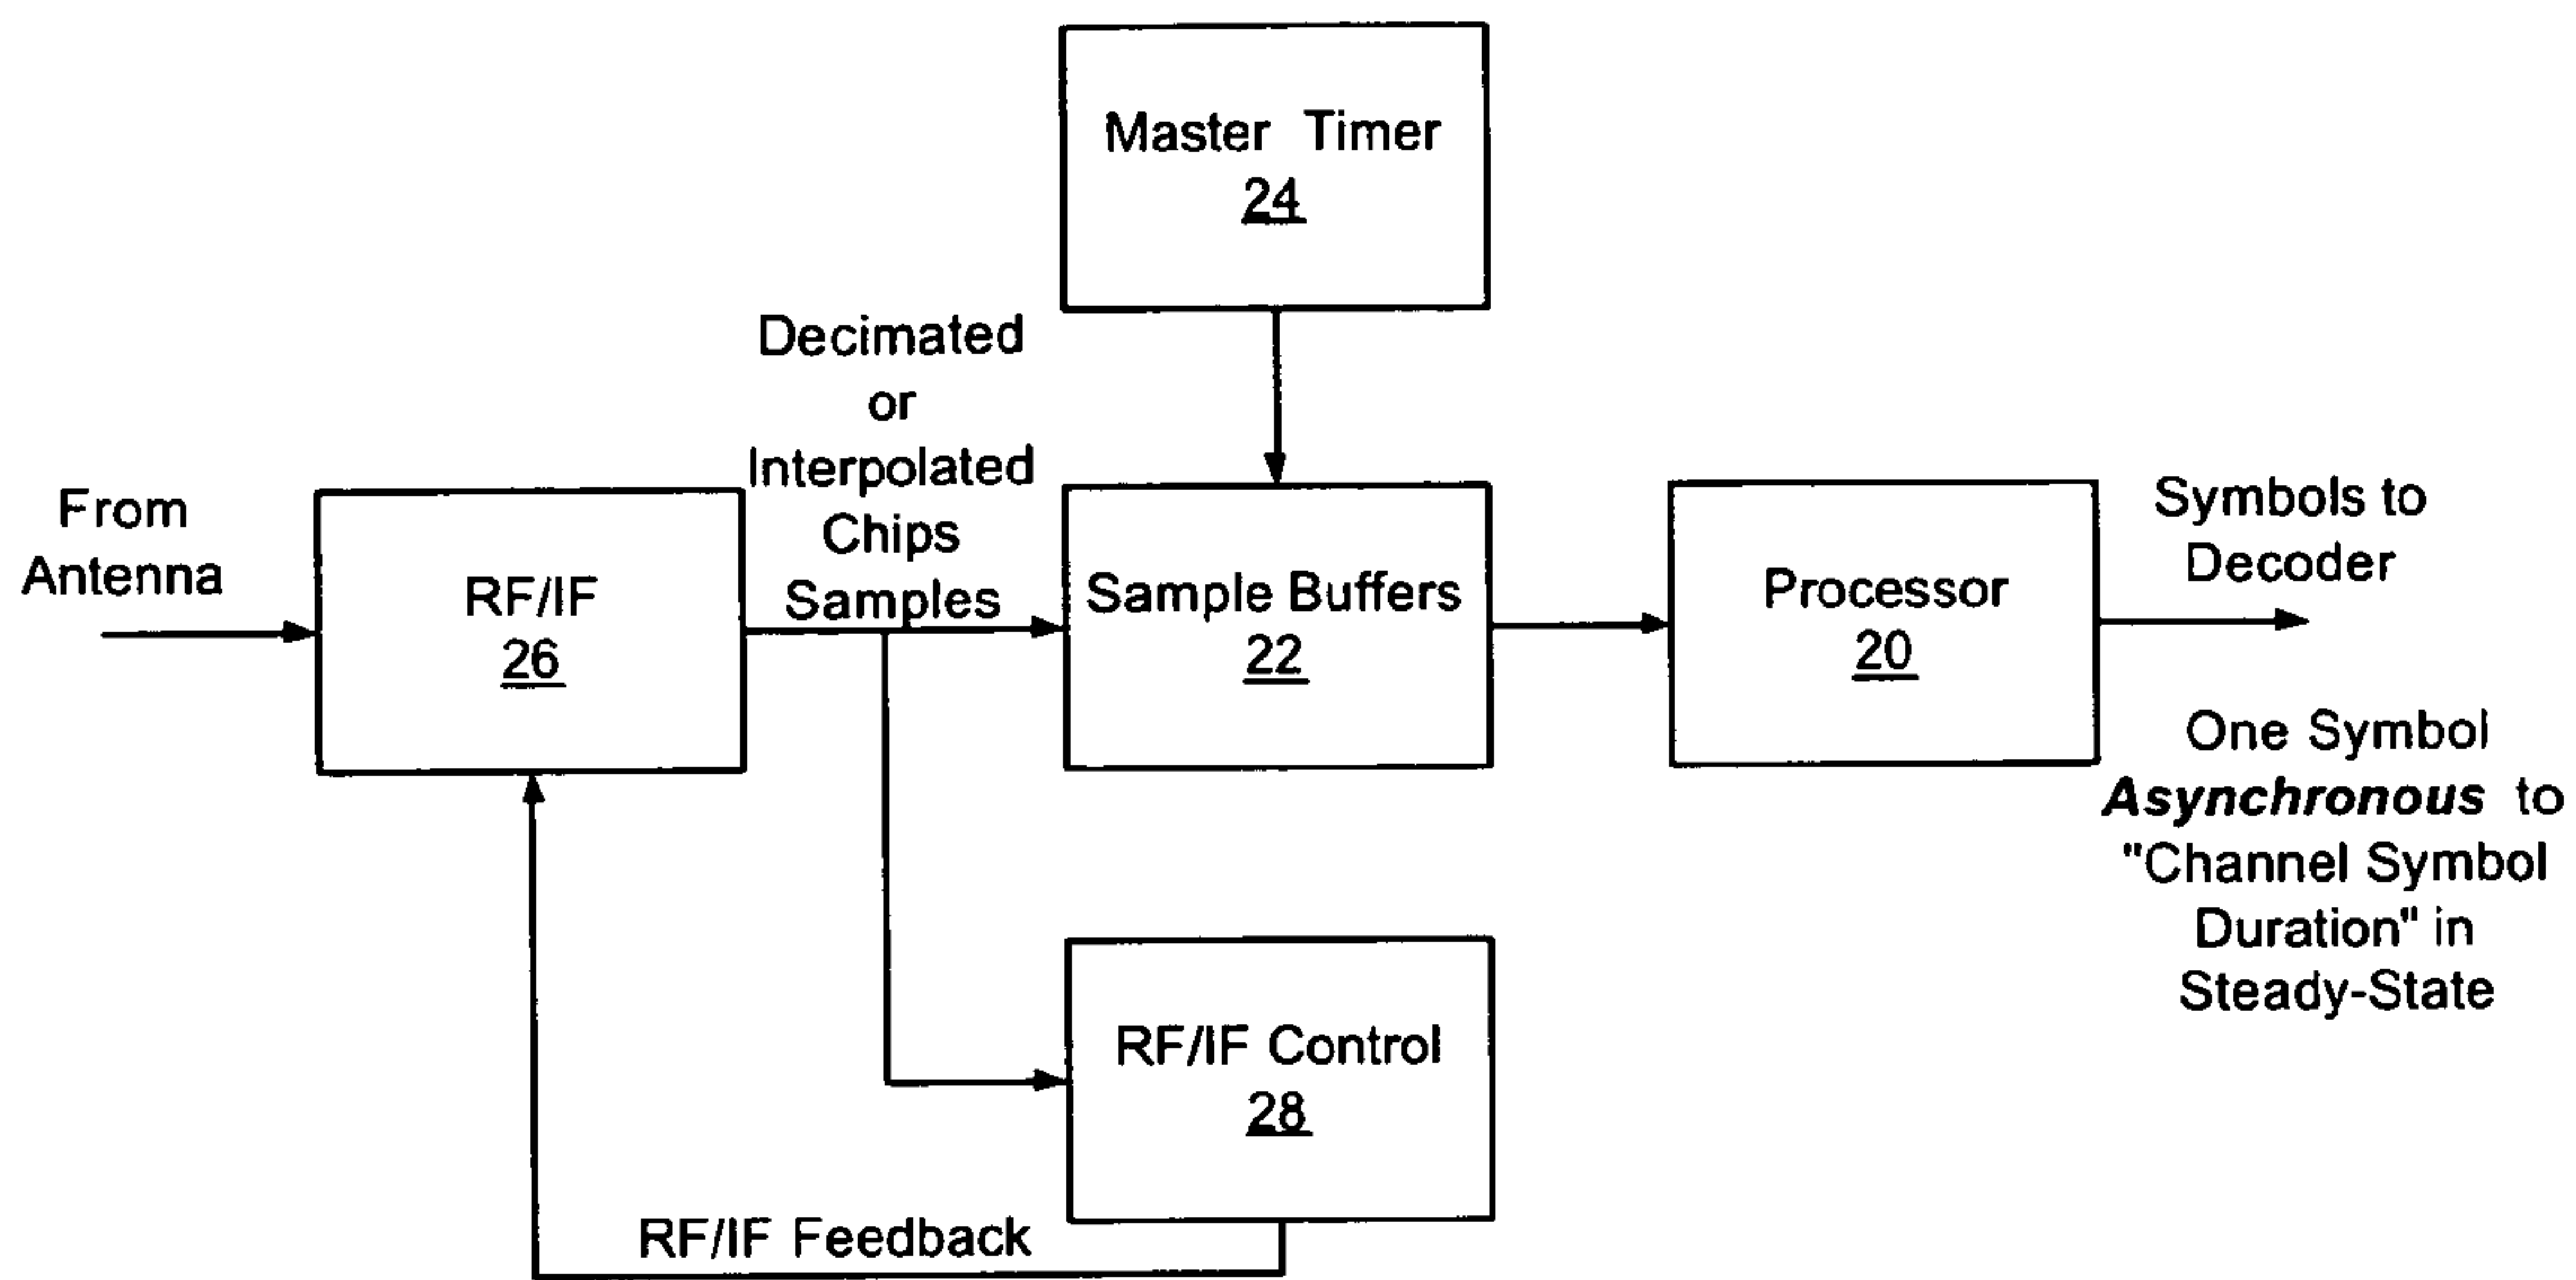 Master Timer
24
Decimated
or
Interpolated
Chips
Samples
From
Antenna
RF/IF
26
Sample Buffers
22
Processor
20
Symbols to
Decoder
One Symbol
Asynchronous to
"Channel Symbol
Duration" in
Steady-State
RF/IF Control
28
RF/IF Feedback